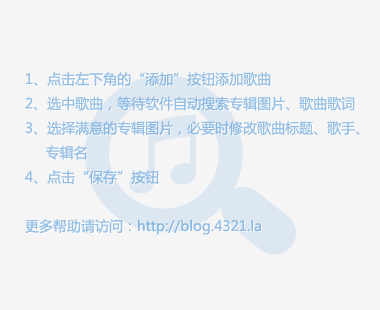 1、点击左下角的“添加”按钮添加歌曲
2、选中歌曲，等待软件自动搜索专辑图片、歌曲歌词
3、选择满意的专辑图片，必要时修改歌曲标题、歌手、
专辑名
4、点击“保存”按钮
更多帮助请访问：http://blog.4321.la